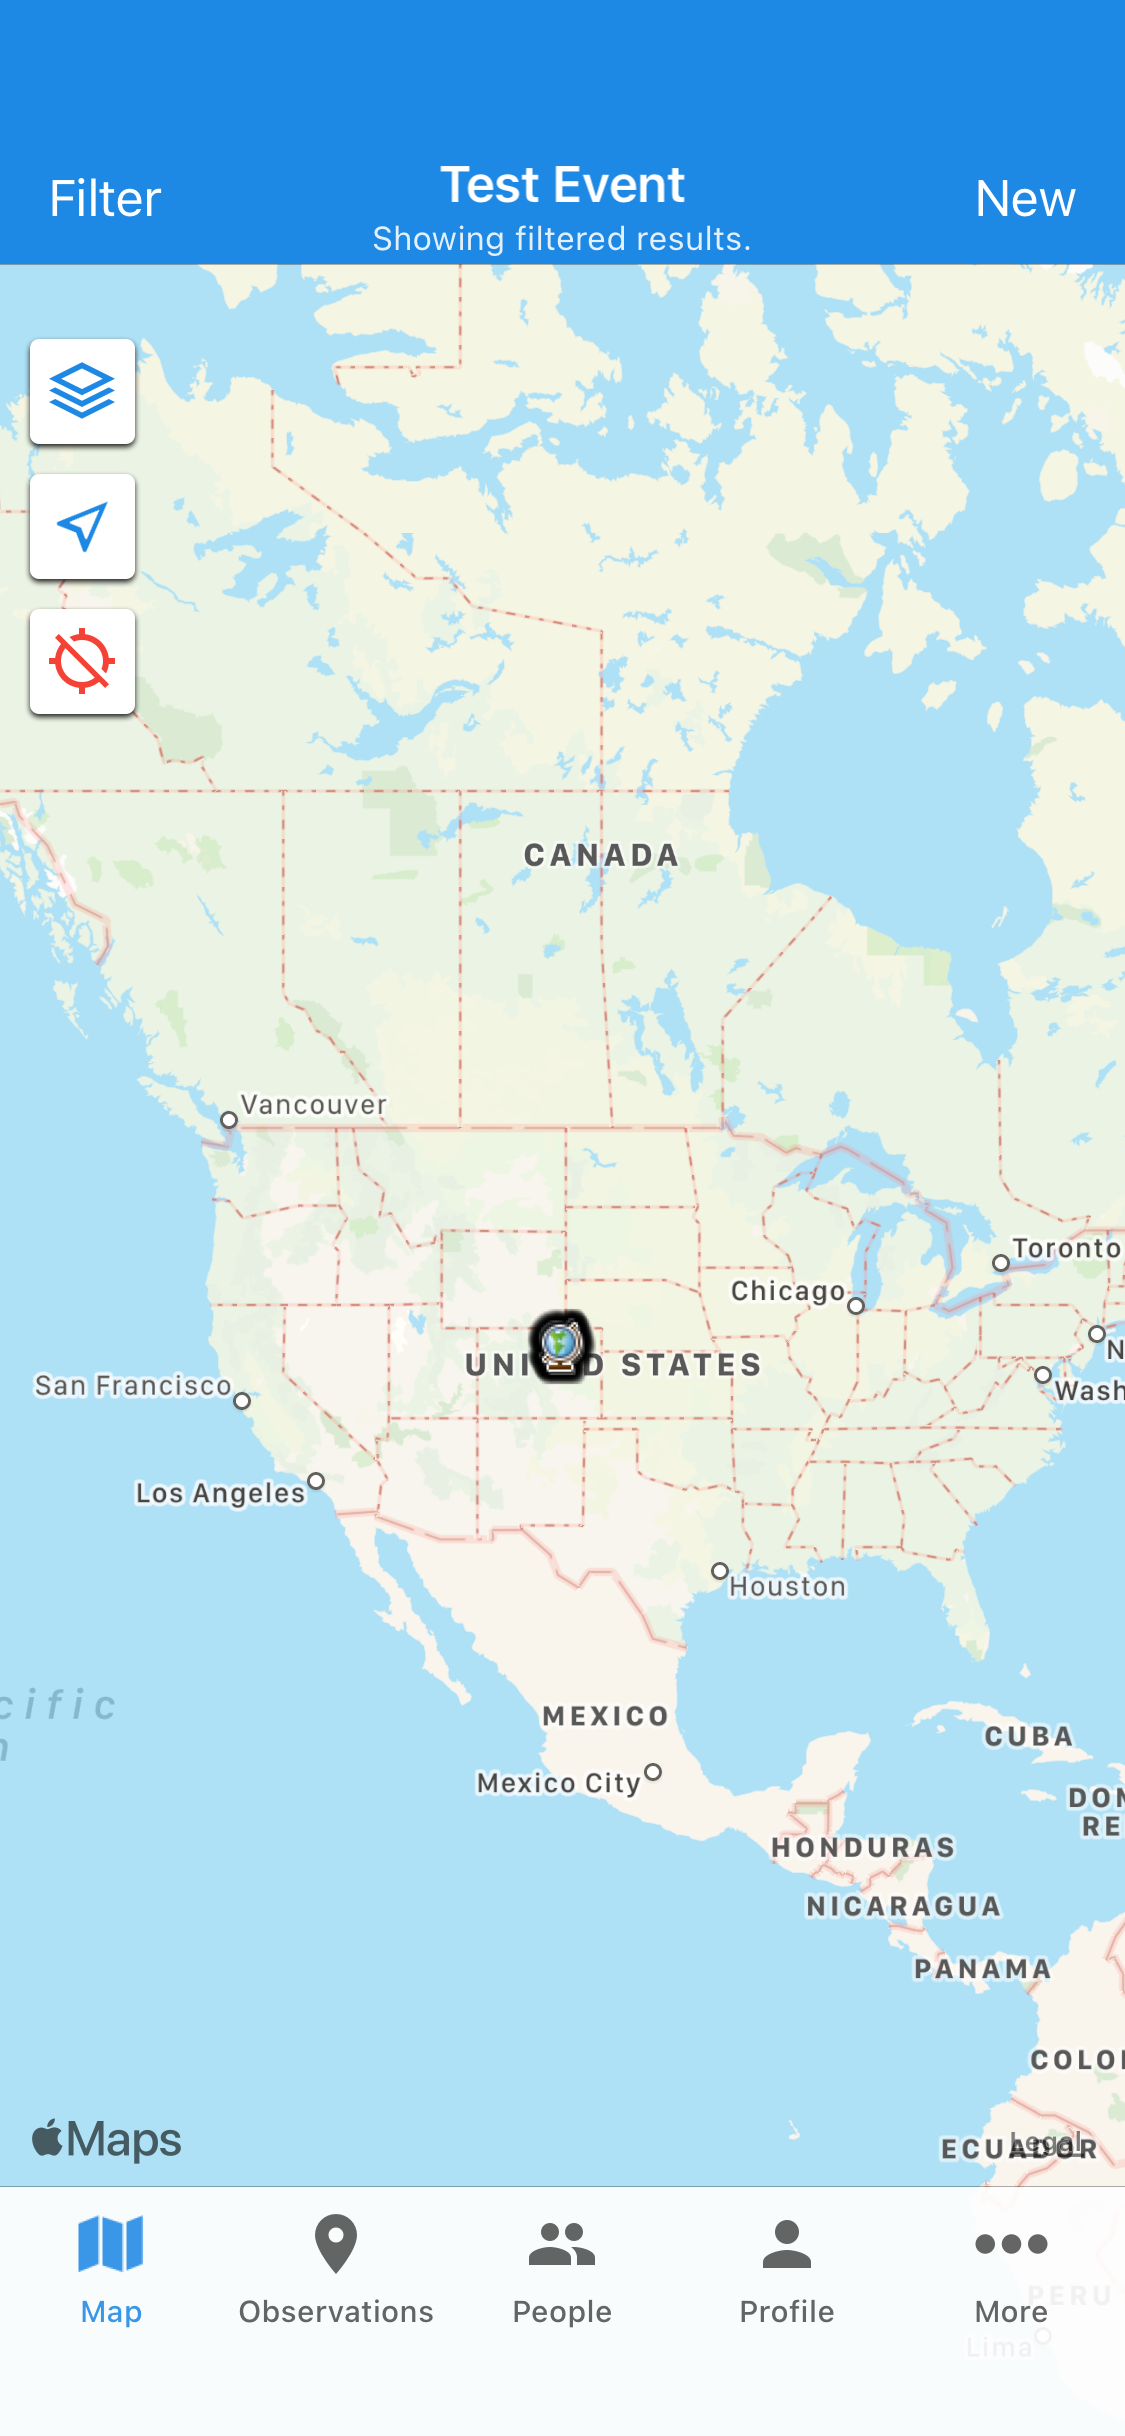 Filter
Test Event
New
Showing filtered results.
CANADA
Vancouver
Toronto
Chicago
N
UNI D STATES
San Francisco
Wash
Los Angeles
Houston
cific
n
MEXICO
CUBA
Mexico City
DOM
RE
HONDURAS
NICARAGUA
PANAMA
COLO
Maps
Legal
ECUADOR
PERU
Map
Observations
People
Profile
More
Lima